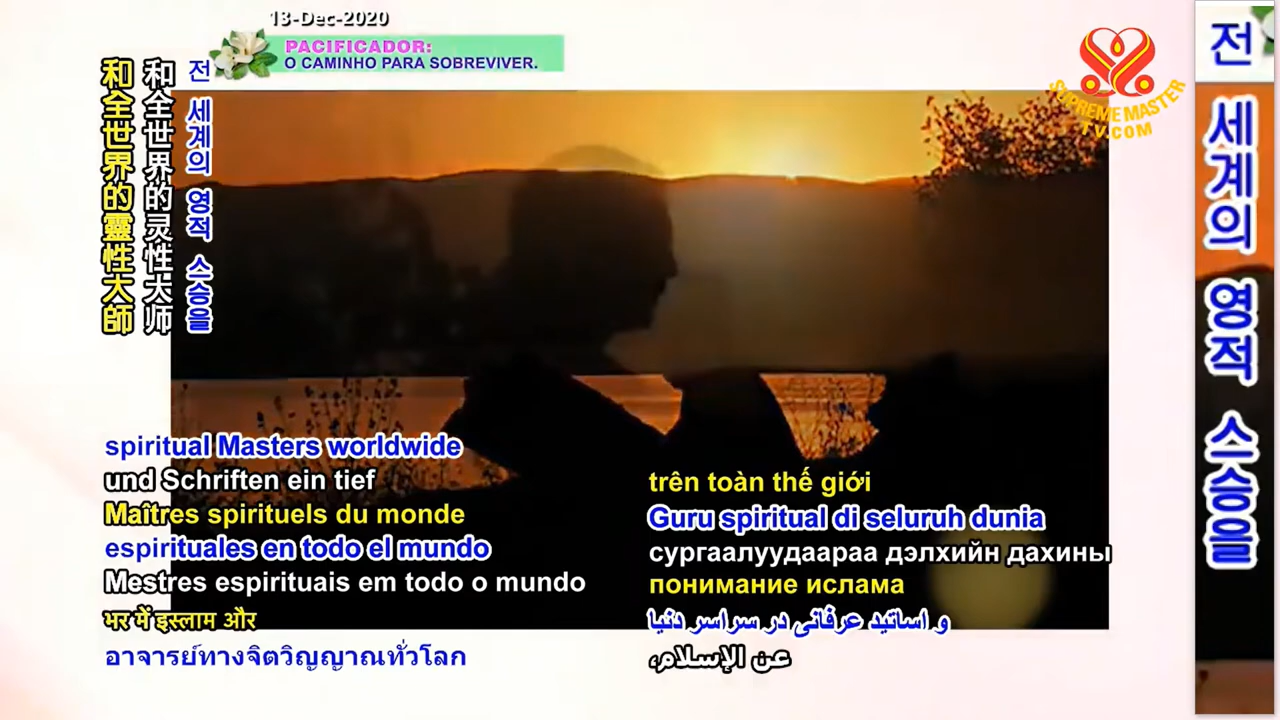 13-Dec-2020
PACIFICADOR:
O CAMINHO PARA SOBREVIVER.
SUPREME MASTER
TV.COM
和全世界的靈性大師
和全世界的灵性大师
전 세계의 영적 스승을
spiritual Masters worldwide
und Schriften ein tief
Maîtres spirituels du monde
espirituales en todo el mundo
Mestres espirituais em todo o mundo
भर में इस्लाम और
อาจารย์ทางจิตวิญญาณทั่วโลก
trên toàn thế giới
Guru spiritual di seluruh dunia
сургаалуудаараа дэлхийн дахины
понимание ислама
و اساتید عرفانی در سراسر دنیا
عن الإسلام،
전 세계의 영적 스승을